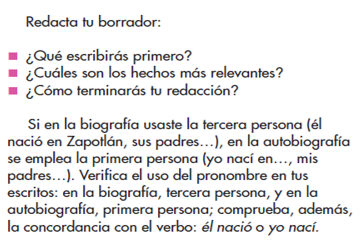 Redacta tu borrador:
■ ¿Qué escribirás primero?
■ ¿Cuáles son los hechos más relevantes?
■ ¿Cómo terminarás tu redacción?
Si en la biografía usaste la tercera persona (él
nació en Zapotlán, sus padres…), en la autobiografía
se emplea la primera persona (yo nací en…, mis
padres…). Verifica el uso del pronombre en tus
escritos: en la biografía, tercera persona, y en la
autobiografía, primera persona; comprueba, además,
la concordancia con el verbo: él nació o yo nací.